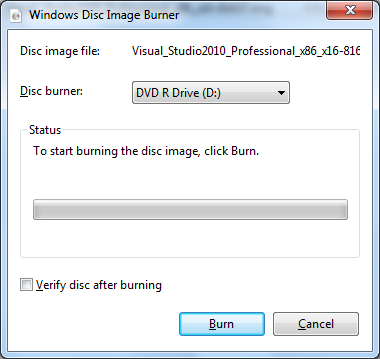 Windows Disc Image Burner
Disc image file: Visual_Studio2010_Professional_x86_x16-816
Disc burner: DVD R Drive (D:)
Status
To start burning the disc image, click Burn.
Verify disc after burning
Burn Cancel